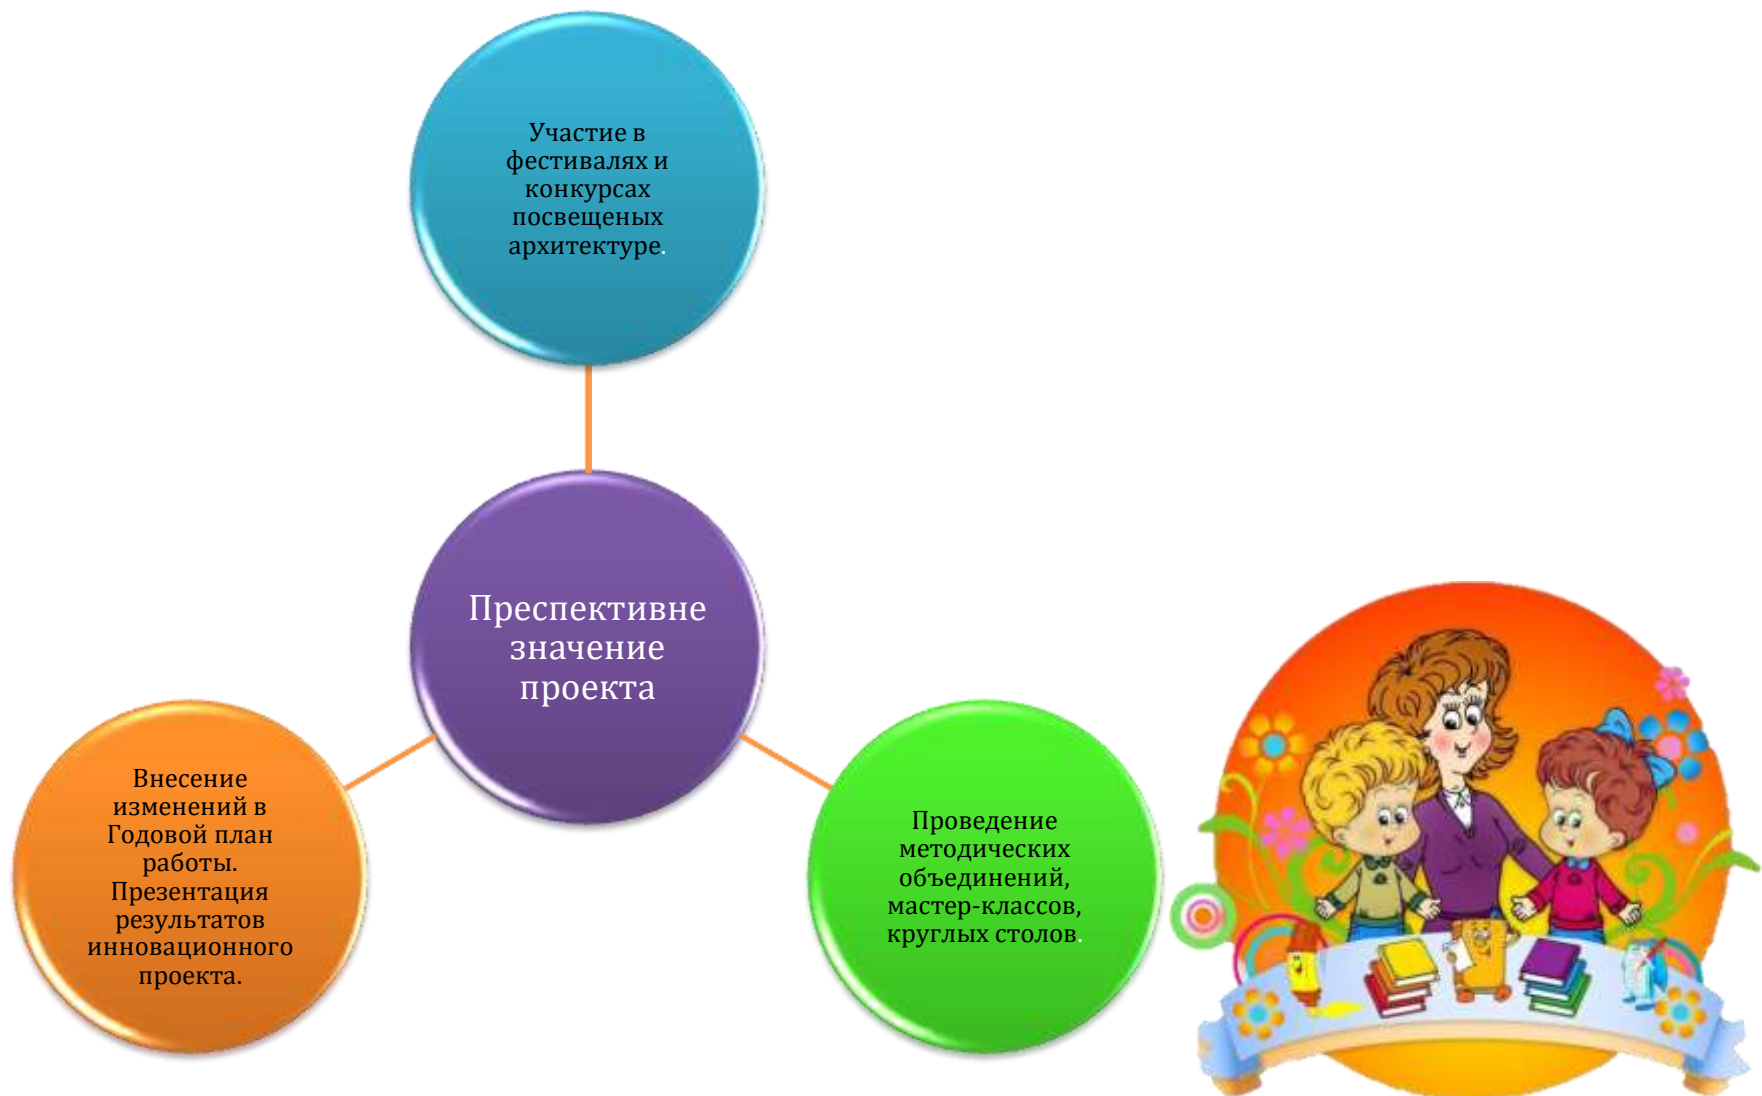 Участие в
фестивалях и
конкурсах
посвещеных
архитектуре.
Преспективне
значение
проекта
Внесение
изменений в
Годовой план
работы.
Презентация
результатов
инновационного
проекта.
Проведение
методических
объединений,
мастер-классов,
круглых столов.